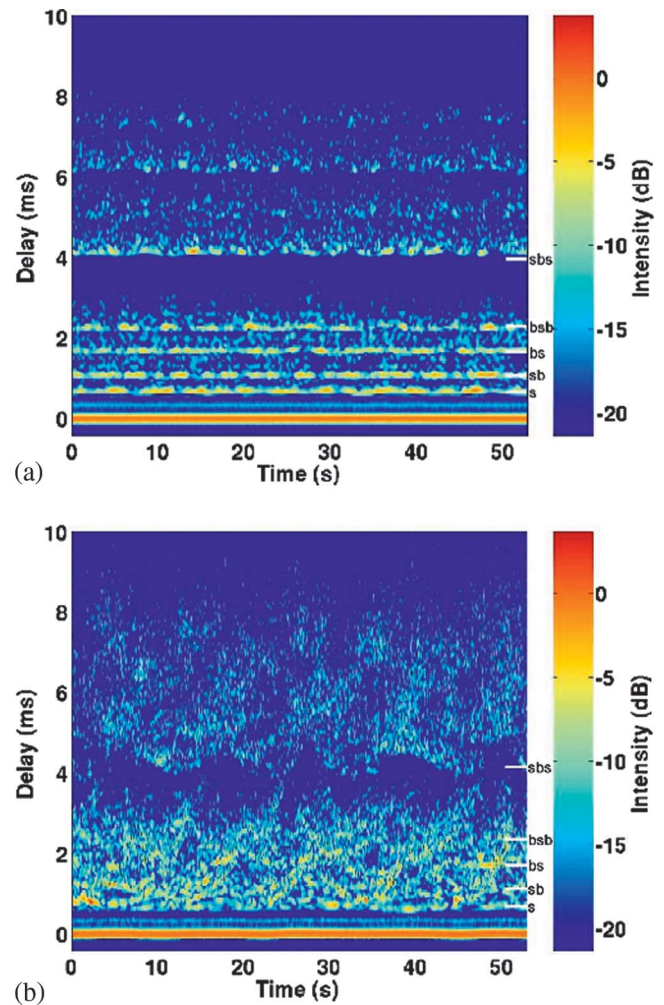 10
8
6
4
2
0
Delay (ms)
sbs
bsb
bs
sb
s
0
-5
-10
-15
-20
Intensity (dB)
0 10 20 30 40 50
Time (s)
(a)
10
8
6
4
2
0
Delay (ms)
sbs
bsb
bs
sb
s
0
-5
-10
-15
-20
Intensity (dB)
0 10 20 30 40 50
Time (s)
(b)